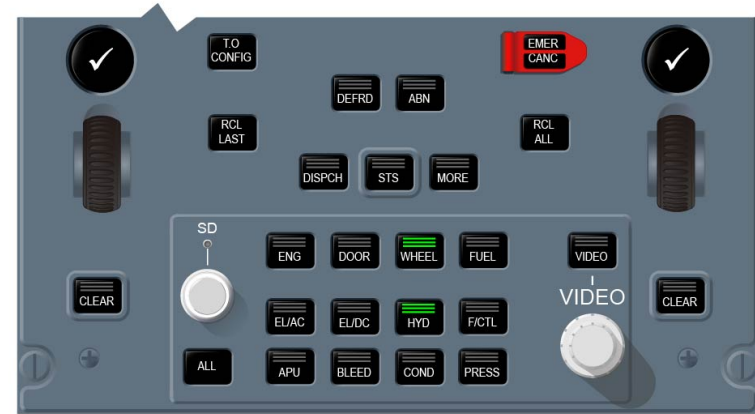 T.O
CONFIG
EMER
CANC
DEFRD
ABN
RCL
LAST
RCL
ALL
DISPCH
STS
MORE
SD
ENG
DOOR
WHEEL
FUEL
VIDEO
CLEAR
VIDEO
CLEAR
EL/AC
EL/DC
HYD
F/CTL
ALL
APU
BLEED
COND
PRESS